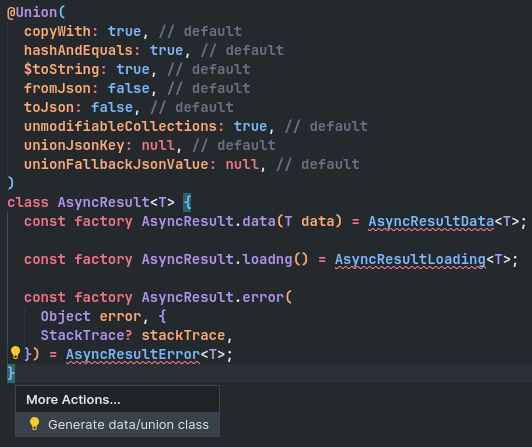 @Union(
  copyWith: true, // default
  hashAndEquals: true, // default
  $toString: true, // default
  fromJson: false, // default
  toJson: false, // default
  unmodifiableCollections: true, // default
  unionJsonKey: null, // default
  unionFallbackJsonValue: null, // default
)
class AsyncResult<T> {
  const factory AsyncResult.data(T data) = AsyncResultData<T>;
  const factory AsyncResult.loadng() = AsyncResultLoading<T>;
  const factory AsyncResult.error(
    Object error, {
    StackTrace? stackTrace,
  }) = AsyncResultError<T>;
}
More Actions...
Generate data/union class